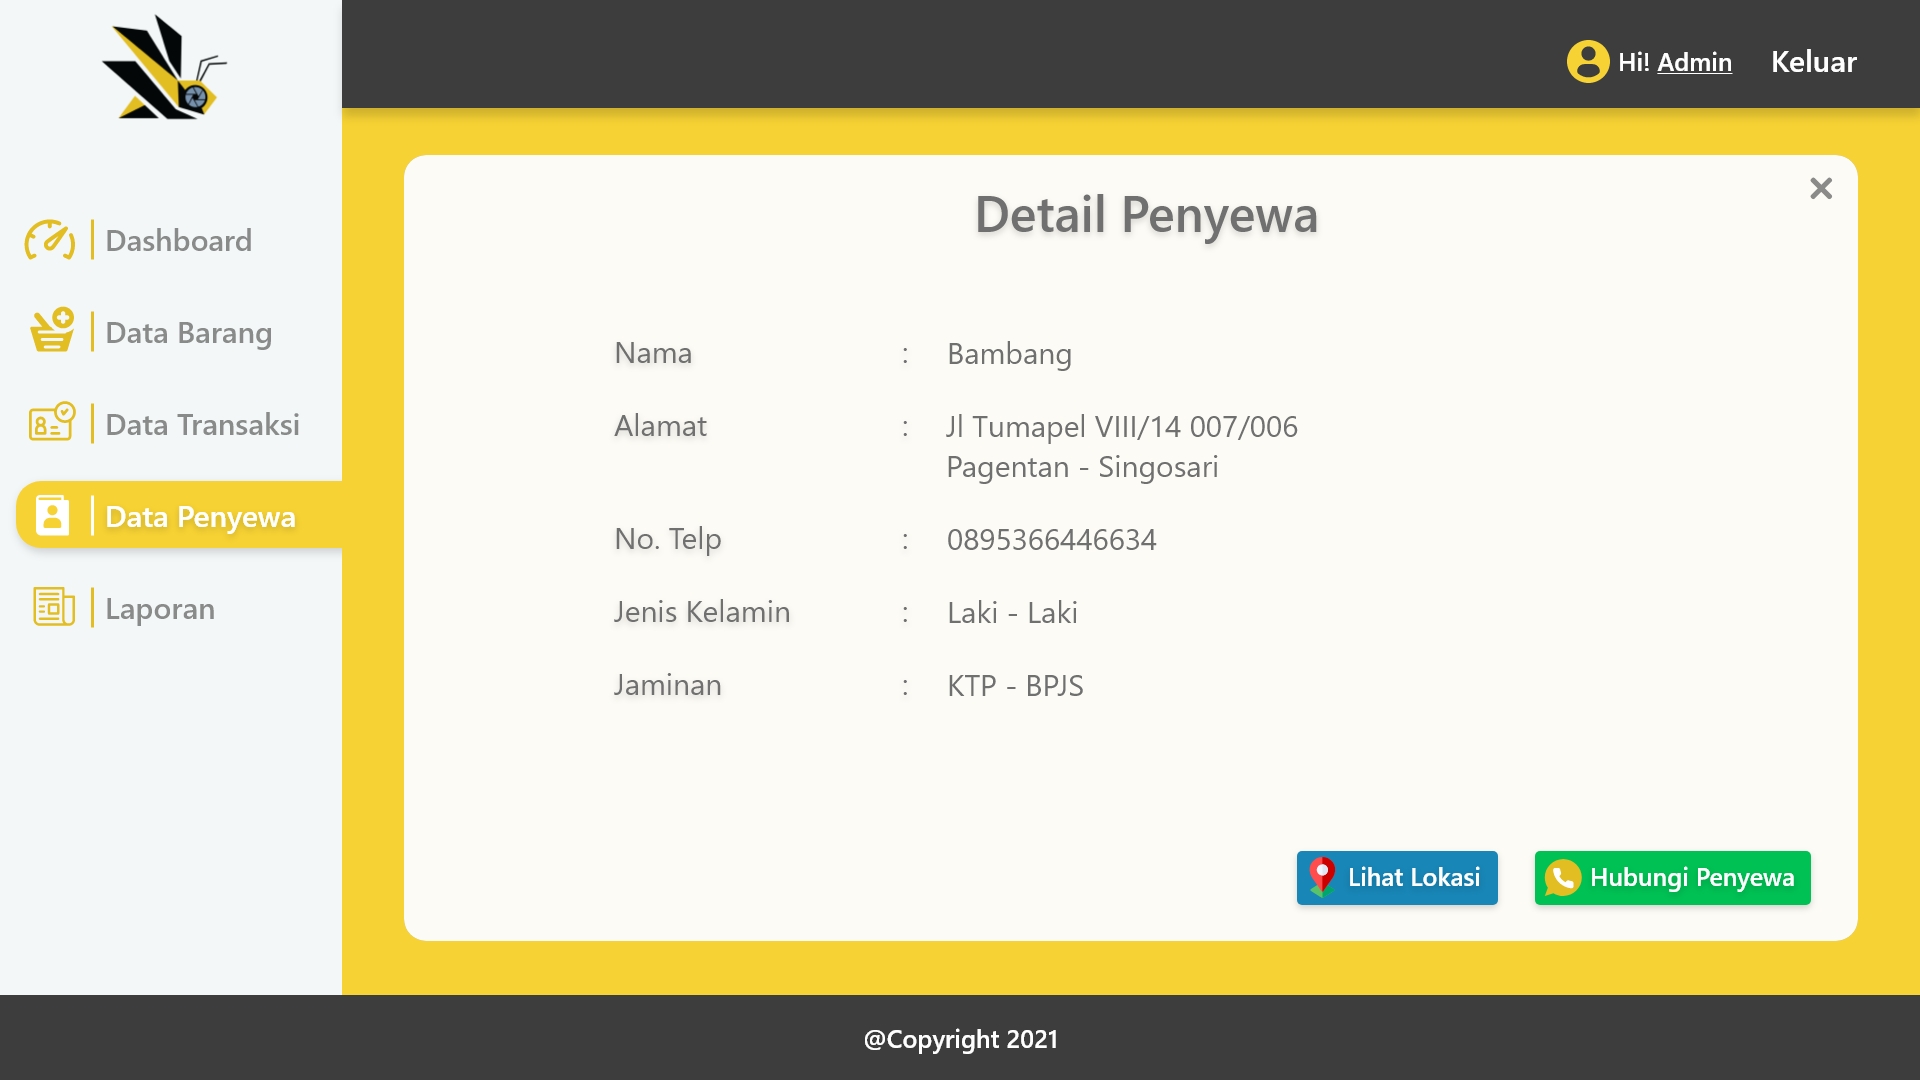 Hi! Admin
Keluar
Dashboard
Data Barang
Data Transaksi
Data Penyewa
Laporan
Detail Penyewa
Nama : Bambang
Alamat : Jl Tumapel VIII/14 007/006
Pagentan - Singosari
No. Telp : 0895366446634
Jenis Kelamin : Laki - Laki
Jaminan : KTP - BPJS
Lihat Lokasi
Hubungi Penyewa
@Copyright 2021